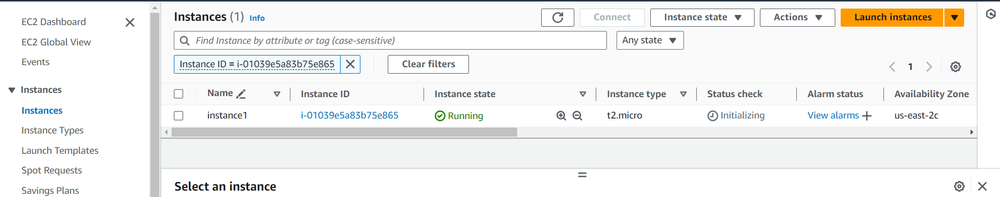 EC2 Dashboard
EC2 Global View
Events
Instances
Instances
Instance Types
Launch Templates
Spot Requests
Savings Plans
Instances (1) Info
Connect
Instance state
Actions
Launch instances
Find Instance by attribute or tag (case-sensitive)
Any state
Instance ID = i-01039e5a83b75e865
Clear filters
1
Name Instance ID Instance state Instance type Status check Alarm status Availability Zone
instance1 i-01039e5a83b75e865 Running t2.micro Initializing View alarms us-east-2c
Select an instance